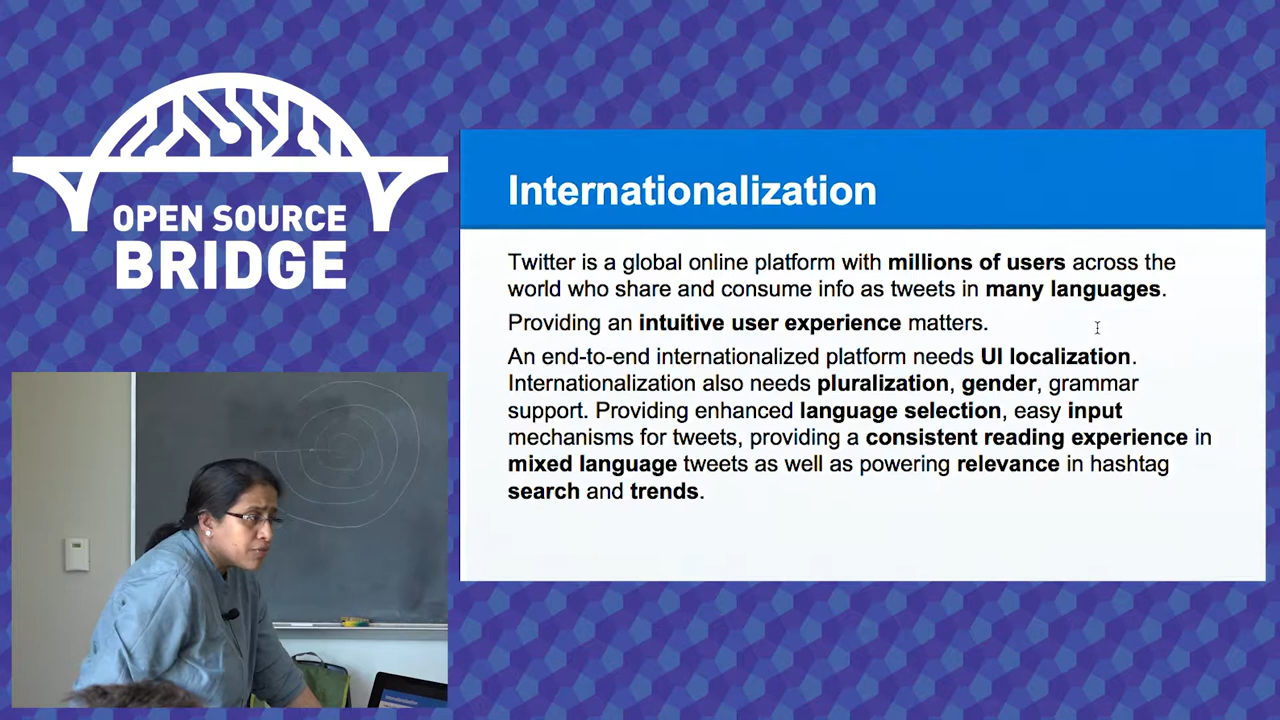 OPEN SOURCE
BRIDGE
Internationalization
Twitter is a global online platform with millions of users across the
world who share and consume info as tweets in many languages.
Providing an intuitive user experience matters.
An end-to-end internationalized platform needs UI localization.
Internationalization also needs pluralization, gender, grammar
support. Providing enhanced language selection, easy input
mechanisms for tweets, providing a consistent reading experience in
mixed language tweets as well as powering relevance in hashtag
search and trends.